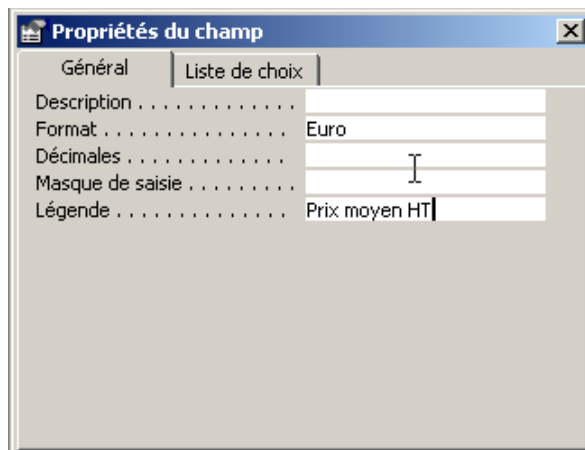 Propriétés du champ
Général Liste de choix
Description . . . . . . . . . . . . .
Format . . . . . . . . . . . . . . . Euro
Décimales . . . . . . . . . . . . .
Masque de saisie . . . . . . . . .
Légende . . . . . . . . . . . . . . Prix moyen HT